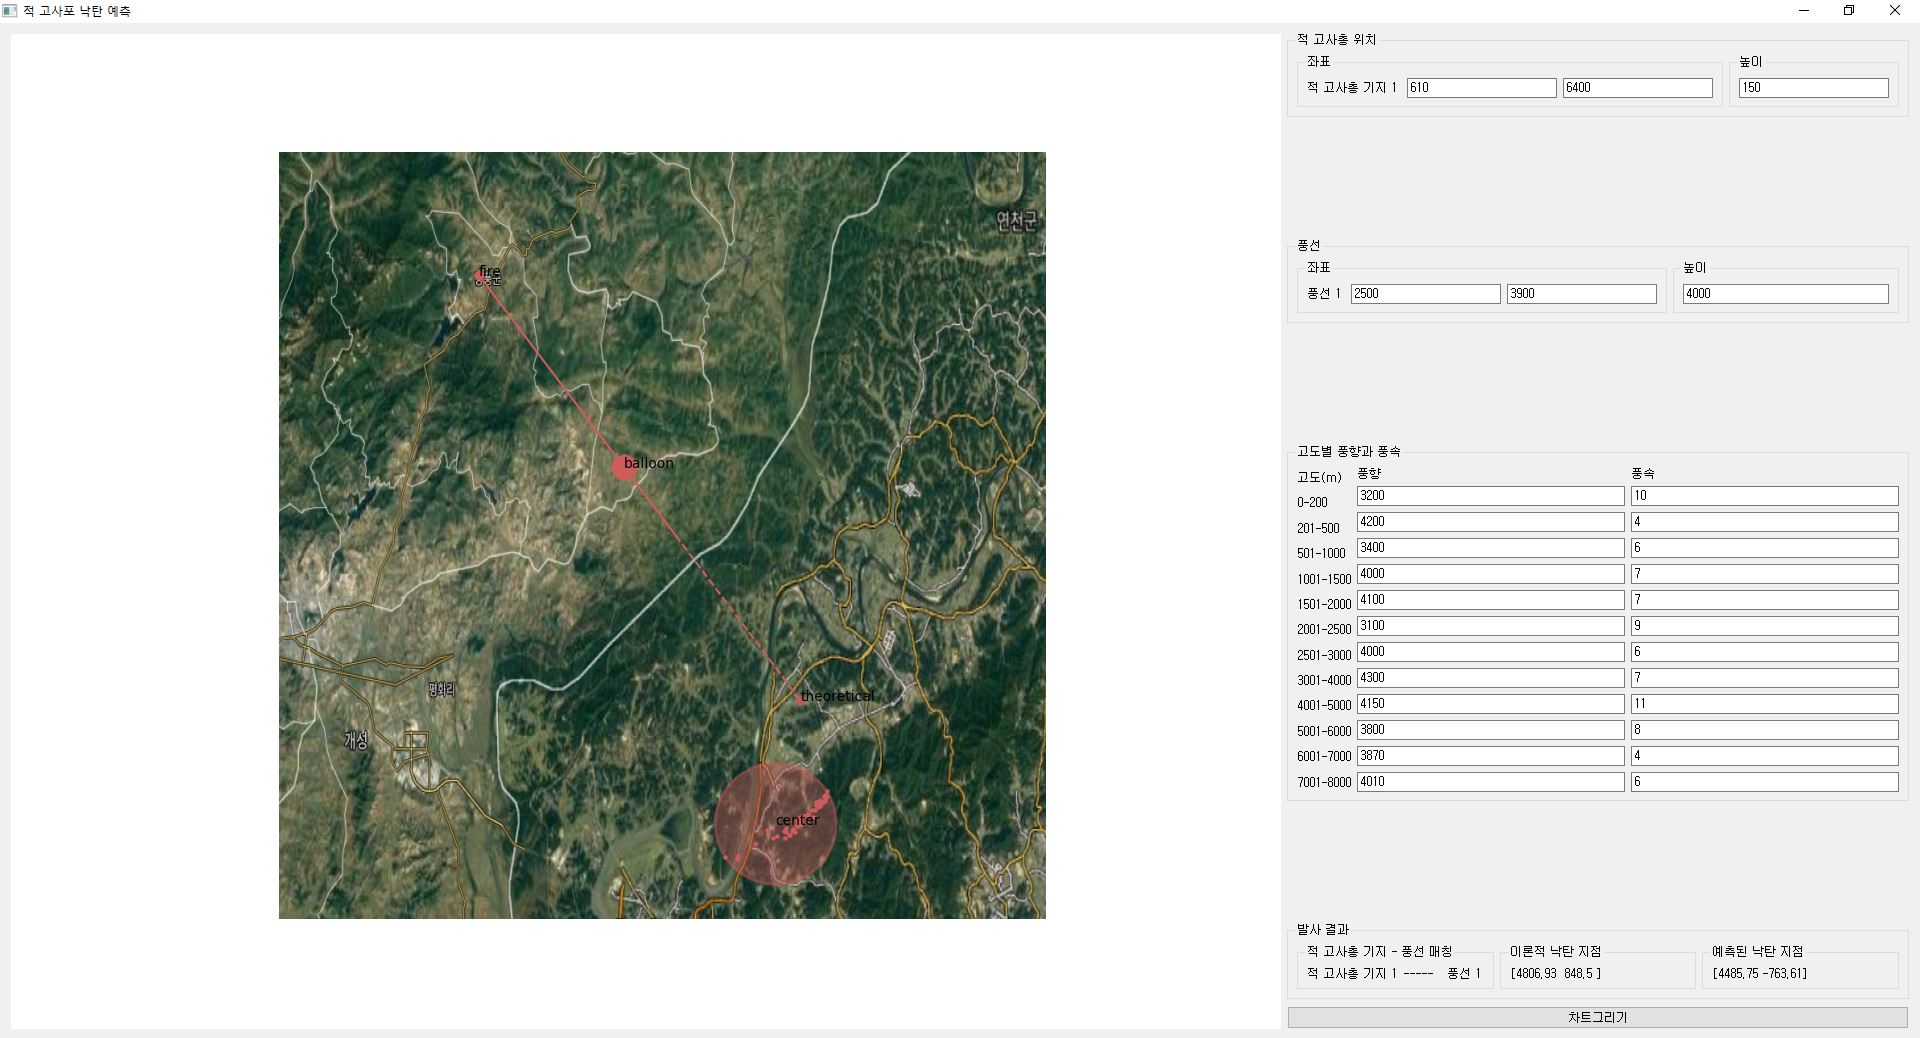 적 고사포 낙탄 예측
연천군
fire
balloon
theoretical
평화리
개성
center
적 고사총 위치
좌표
높이
적 고사총 기지 1 610 6400 150
풍선
좌표
높이
풍선 1 2500 3900 4000
고도별 풍향과 풍속
고도(m) 풍향 풍속
0-200 3200 10
201-500 4200 4
501-1000 3400 6
1001-1500 4000 7
1501-2000 4100 7
2001-2500 3100 9
2501-3000 4000 6
3001-4000 4300 7
4001-5000 4150 11
5001-6000 3800 8
6001-7000 3870 4
7001-8000 4010 6
발사 결과
적 고사총 기지 - 풍선 매칭
적 고사총 기지 1 ----- 풍선 1
이론적 낙탄 지점
[4806.93 848.5 ]
예측된 낙탄 지점
[4485.75 -763.61]
차트그리기